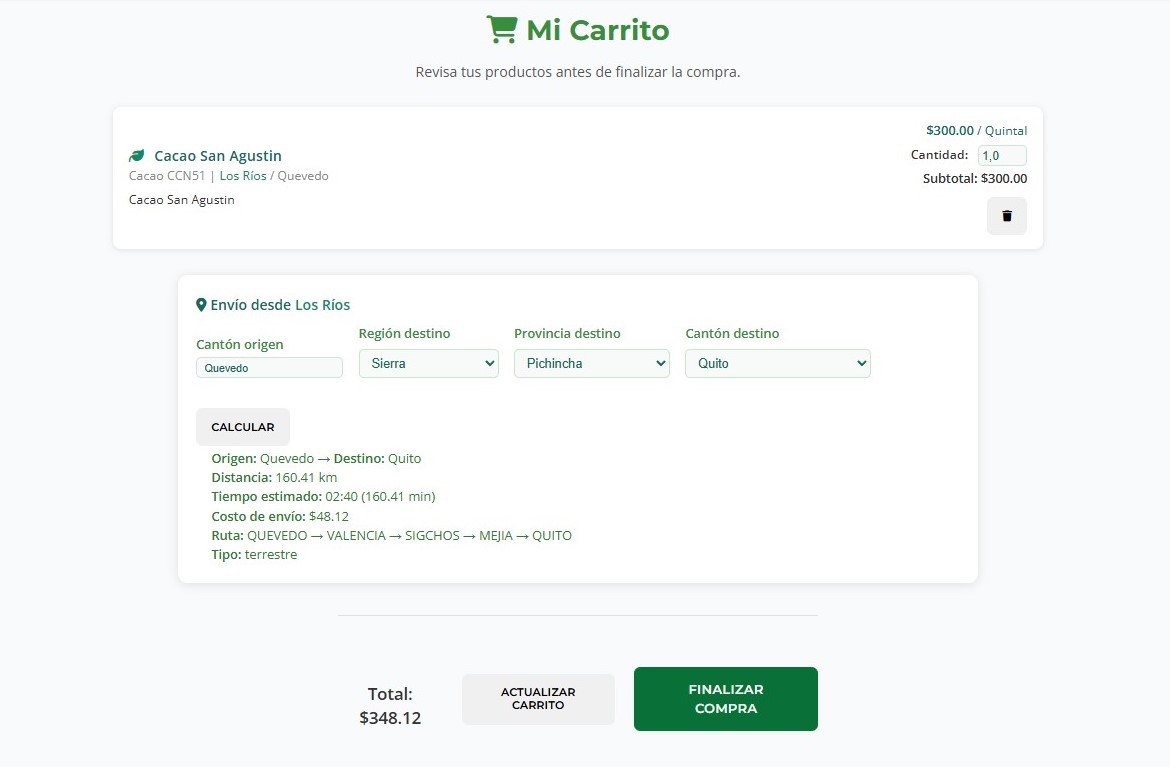 Mi Carrito
Revisa tus productos antes de finalizar la compra.
Cacao San Agustin
Cacao CCN51 | Los Ríos / Quevedo
Cacao San Agustin
$300.00 / Quintal
Cantidad: 1,0
Subtotal: $300.00
Envío desde Los Ríos
Cantón origen
Quevedo
Región destino
Sierra
Provincia destino
Pichincha
Cantón destino
Quito
CALCULAR
Origen: Quevedo → Destino: Quito
Distancia: 160.41 km
Tiempo estimado: 02:40 (160.41 min)
Costo de envío: $48.12
Ruta: QUEVEDO → VALENCIA → SIGCHOS → MEJIA → QUITO
Tipo: terrestre
Total:
$348.12
ACTUALIZAR
CARRITO
FINALIZAR
COMPRA